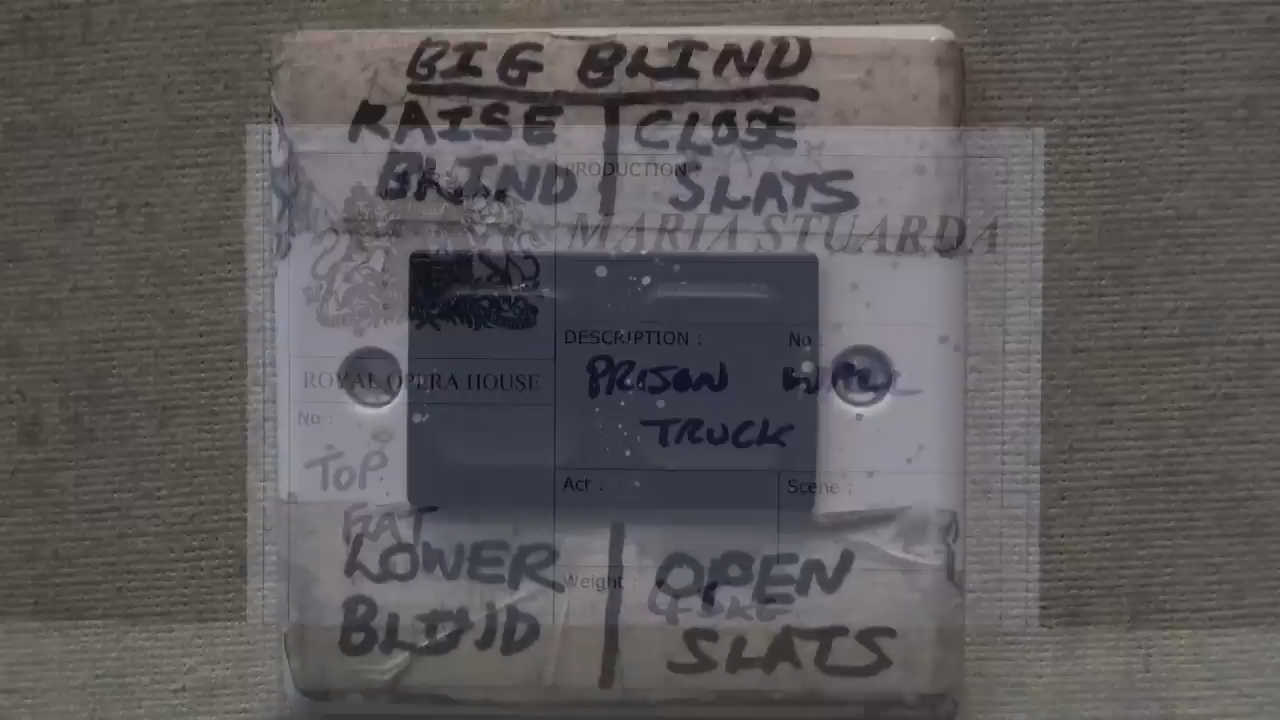 BIG BLIND
RAISE CLOSE
BLIND SLATS
PRODUCTION :
MARIA STUARDA
DESCRIPTION : No
PRISON
ROYAL OPERA HOUSE
No :
TRUCK
TOP
Act : Scene :
LOWER OPEN
Weight :
BLIND
SLATS